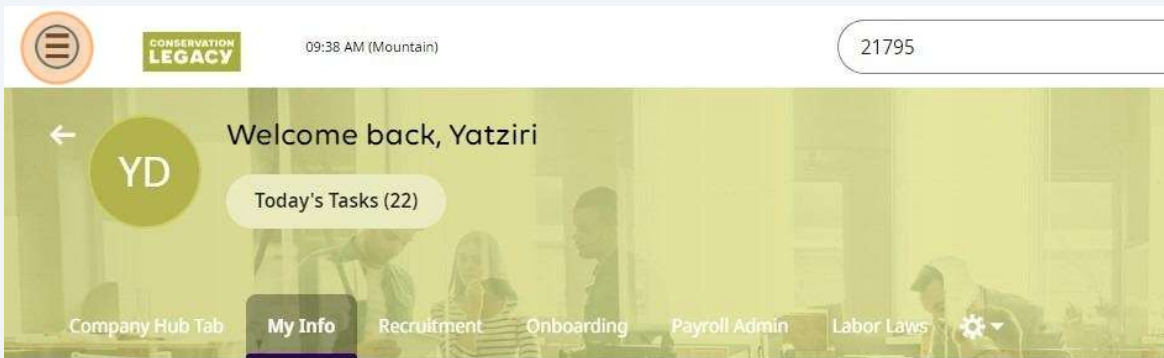 CONSERVATION
LEGACY
09:38 AM (Mountain)
21795
Welcome back, Yatziri
YD
Today's Tasks (22)
Company Hub Tab My Info Recruitment Onboarding Payroll Admin Labor Laws